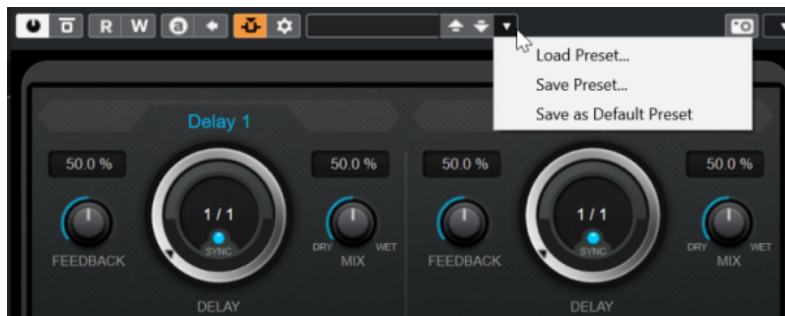 R W a
Load Preset...
Save Preset...
Save as Default Preset
Delay 1
50.0 % 50.0 % 50.0 % 50.0 %
1 / 1 1 / 1
SYNC SYNC
DRY WET DRY WET
FEEDBACK MIX FEEDBACK MIX
DELAY DELAY